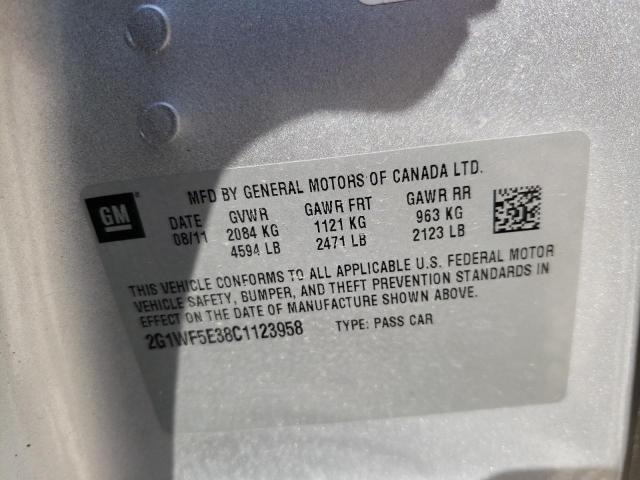 MFD BY GENERAL MOTORS OF CANADA LTD.
GM
DATE GVWR GAWR FRT GAWR RR
08/11 2084 KG 1121 KG 963 KG
4594 LB 2471 LB 2123 LB
THIS VEHICLE CONFORMS TO ALL APPLICABLE U.S. FEDERAL MOTOR
VEHICLE SAFETY, BUMPER, AND THEFT PREVENTION STANDARDS IN
EFFECT ON THE DATE OF MANUFACTURE SHOWN ABOVE.
2G1WF5E38C1123958 TYPE: PASS CAR